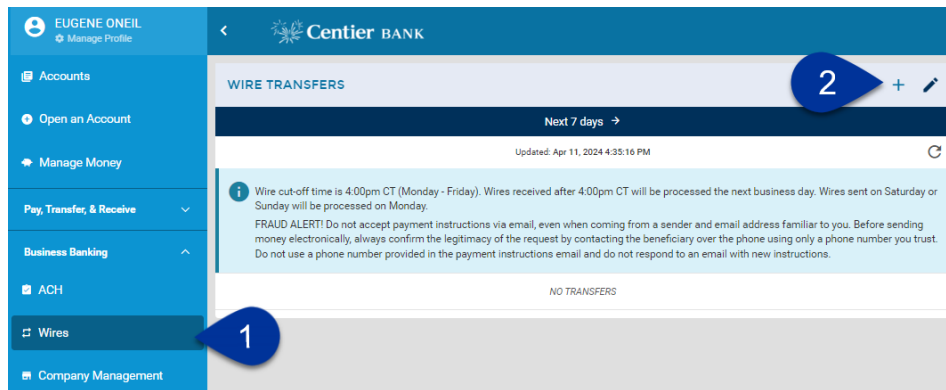 EUGENE ONEIL
Manage Profile
Accounts
Open an Account
Manage Money
Pay, Transfer, & Receive
Business Banking
ACH
Wires
Company Management
1
Centier BANK
WIRE TRANSFERS
2
Next 7 days
Updated: Apr 11, 2024 4:35:16 PM
Wire cut-off time is 4:00pm CT (Monday - Friday). Wires received after 4:00pm CT will be processed the next business day. Wires sent on Saturday or
Sunday will be processed on Monday.
FRAUD ALERT! Do not accept payment instructions via email, even when coming from a sender and email address familiar to you. Before sending
money electronically, always confirm the legitimacy of the request by contacting the beneficiary over the phone using only a phone number you trust.
Do not use a phone number provided in the payment instructions email and do not respond to an email with new instructions.
NO TRANSFERS